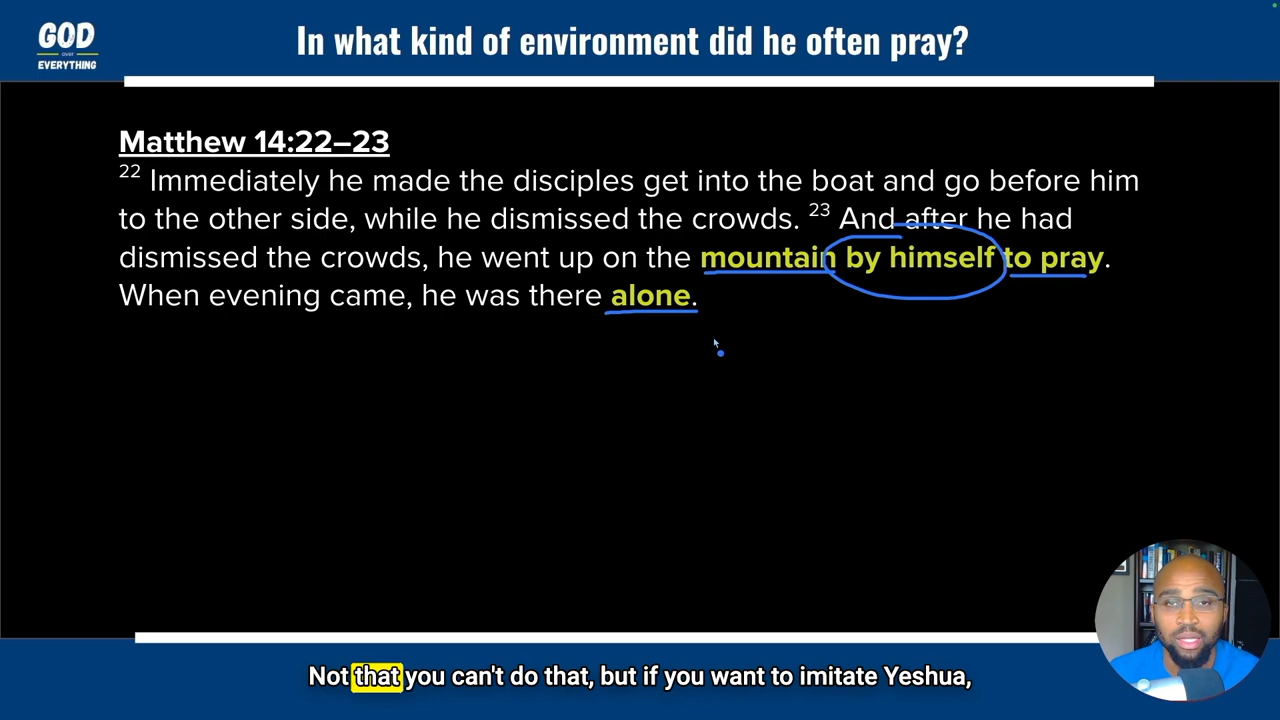 GOD
OVER
EVERYTHING
In what kind of environment did he often pray?
Matthew 14:22–23
22 Immediately he made the disciples get into the boat and go before him
to the other side, while he dismissed the crowds. 23 And after he had
dismissed the crowds, he went up on the mountain by himself to pray.
When evening came, he was there alone.
Not that you can't do that, but if you want to imitate Yeshua,